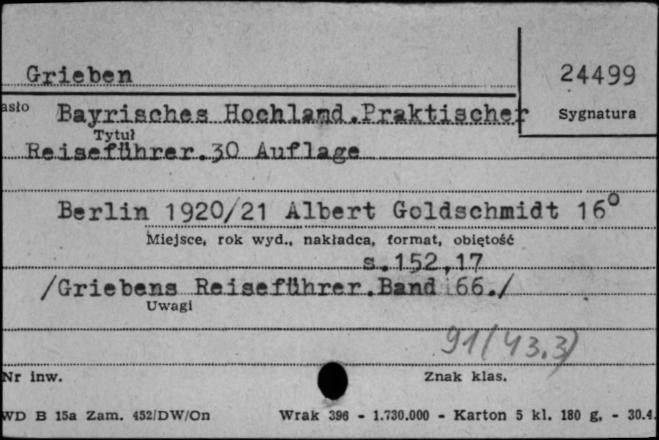 Grieben
24499
asło
Bayrisches Hochland.Praktischer
Sygnatura
Tytuł
Reiseführer.30 Auflage
Berlin 1920/21 Albert Goldschmidt 16°
Miejsce, rok wyd., nakładca, format, objętość
s.152,17
/Griebens Reiseführer.Band 66./
Uwagi
91(43.3)
Nr inw.
Znak klas.
WD B 15a Zam. 452/DW/On Wrak 396 - 1.730.000 - Karton 5 kl. 180 g. - 30.4.